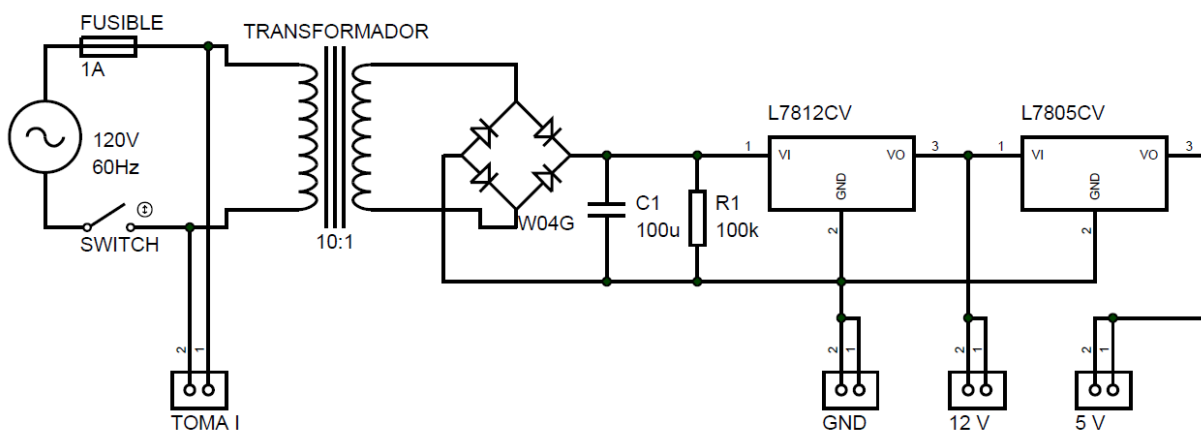 FUSIBLE
1A
TRANSFORMADOR
120V
60Hz
SWITCH
10:1
W04G
C1
100u
R1
100k
L7812CV
1
VI
VO
3
GND
2
L7805CV
1
VI
VO
3
GND
2
2
1
TOMA I
2
1
GND
2
1
12 V
2
1
5 V